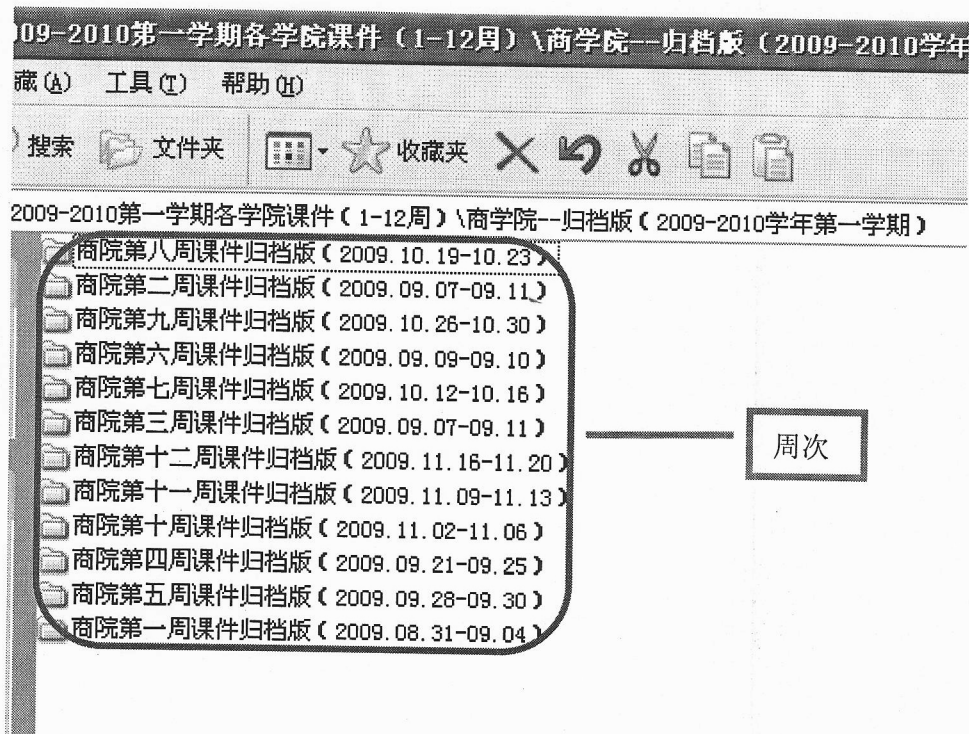 009-2010第一学期各学院课件（1-12周）\商学院--归档版（2009-2010学年
藏(A) 工具(T) 帮助(H)
搜索 文件夹 收藏夹
2009-2010第一学期各学院课件(1-12周)\商学院--归档版(2009-2010学年第一学期)
商院第八周课件归档版(2009.10.19-10.23)
商院第二周课件归档版(2009.09.07-09.11)
商院第九周课件归档版(2009.10.26-10.30)
商院第六周课件归档版(2009.09.09-09.10)
商院第七周课件归档版(2009.10.12-10.16)
商院第三周课件归档版(2009.09.07-09.11)
商院第十二周课件归档版(2009.11.16-11.20)
商院第十一周课件归档版(2009.11.09-11.13)
商院第十周课件归档版(2009.11.02-11.06)
商院第四周课件归档版(2009.09.21-09.25)
商院第五周课件归档版(2009.09.28-09.30)
商院第一周课件归档版(2009.08.31-09.04)
周次